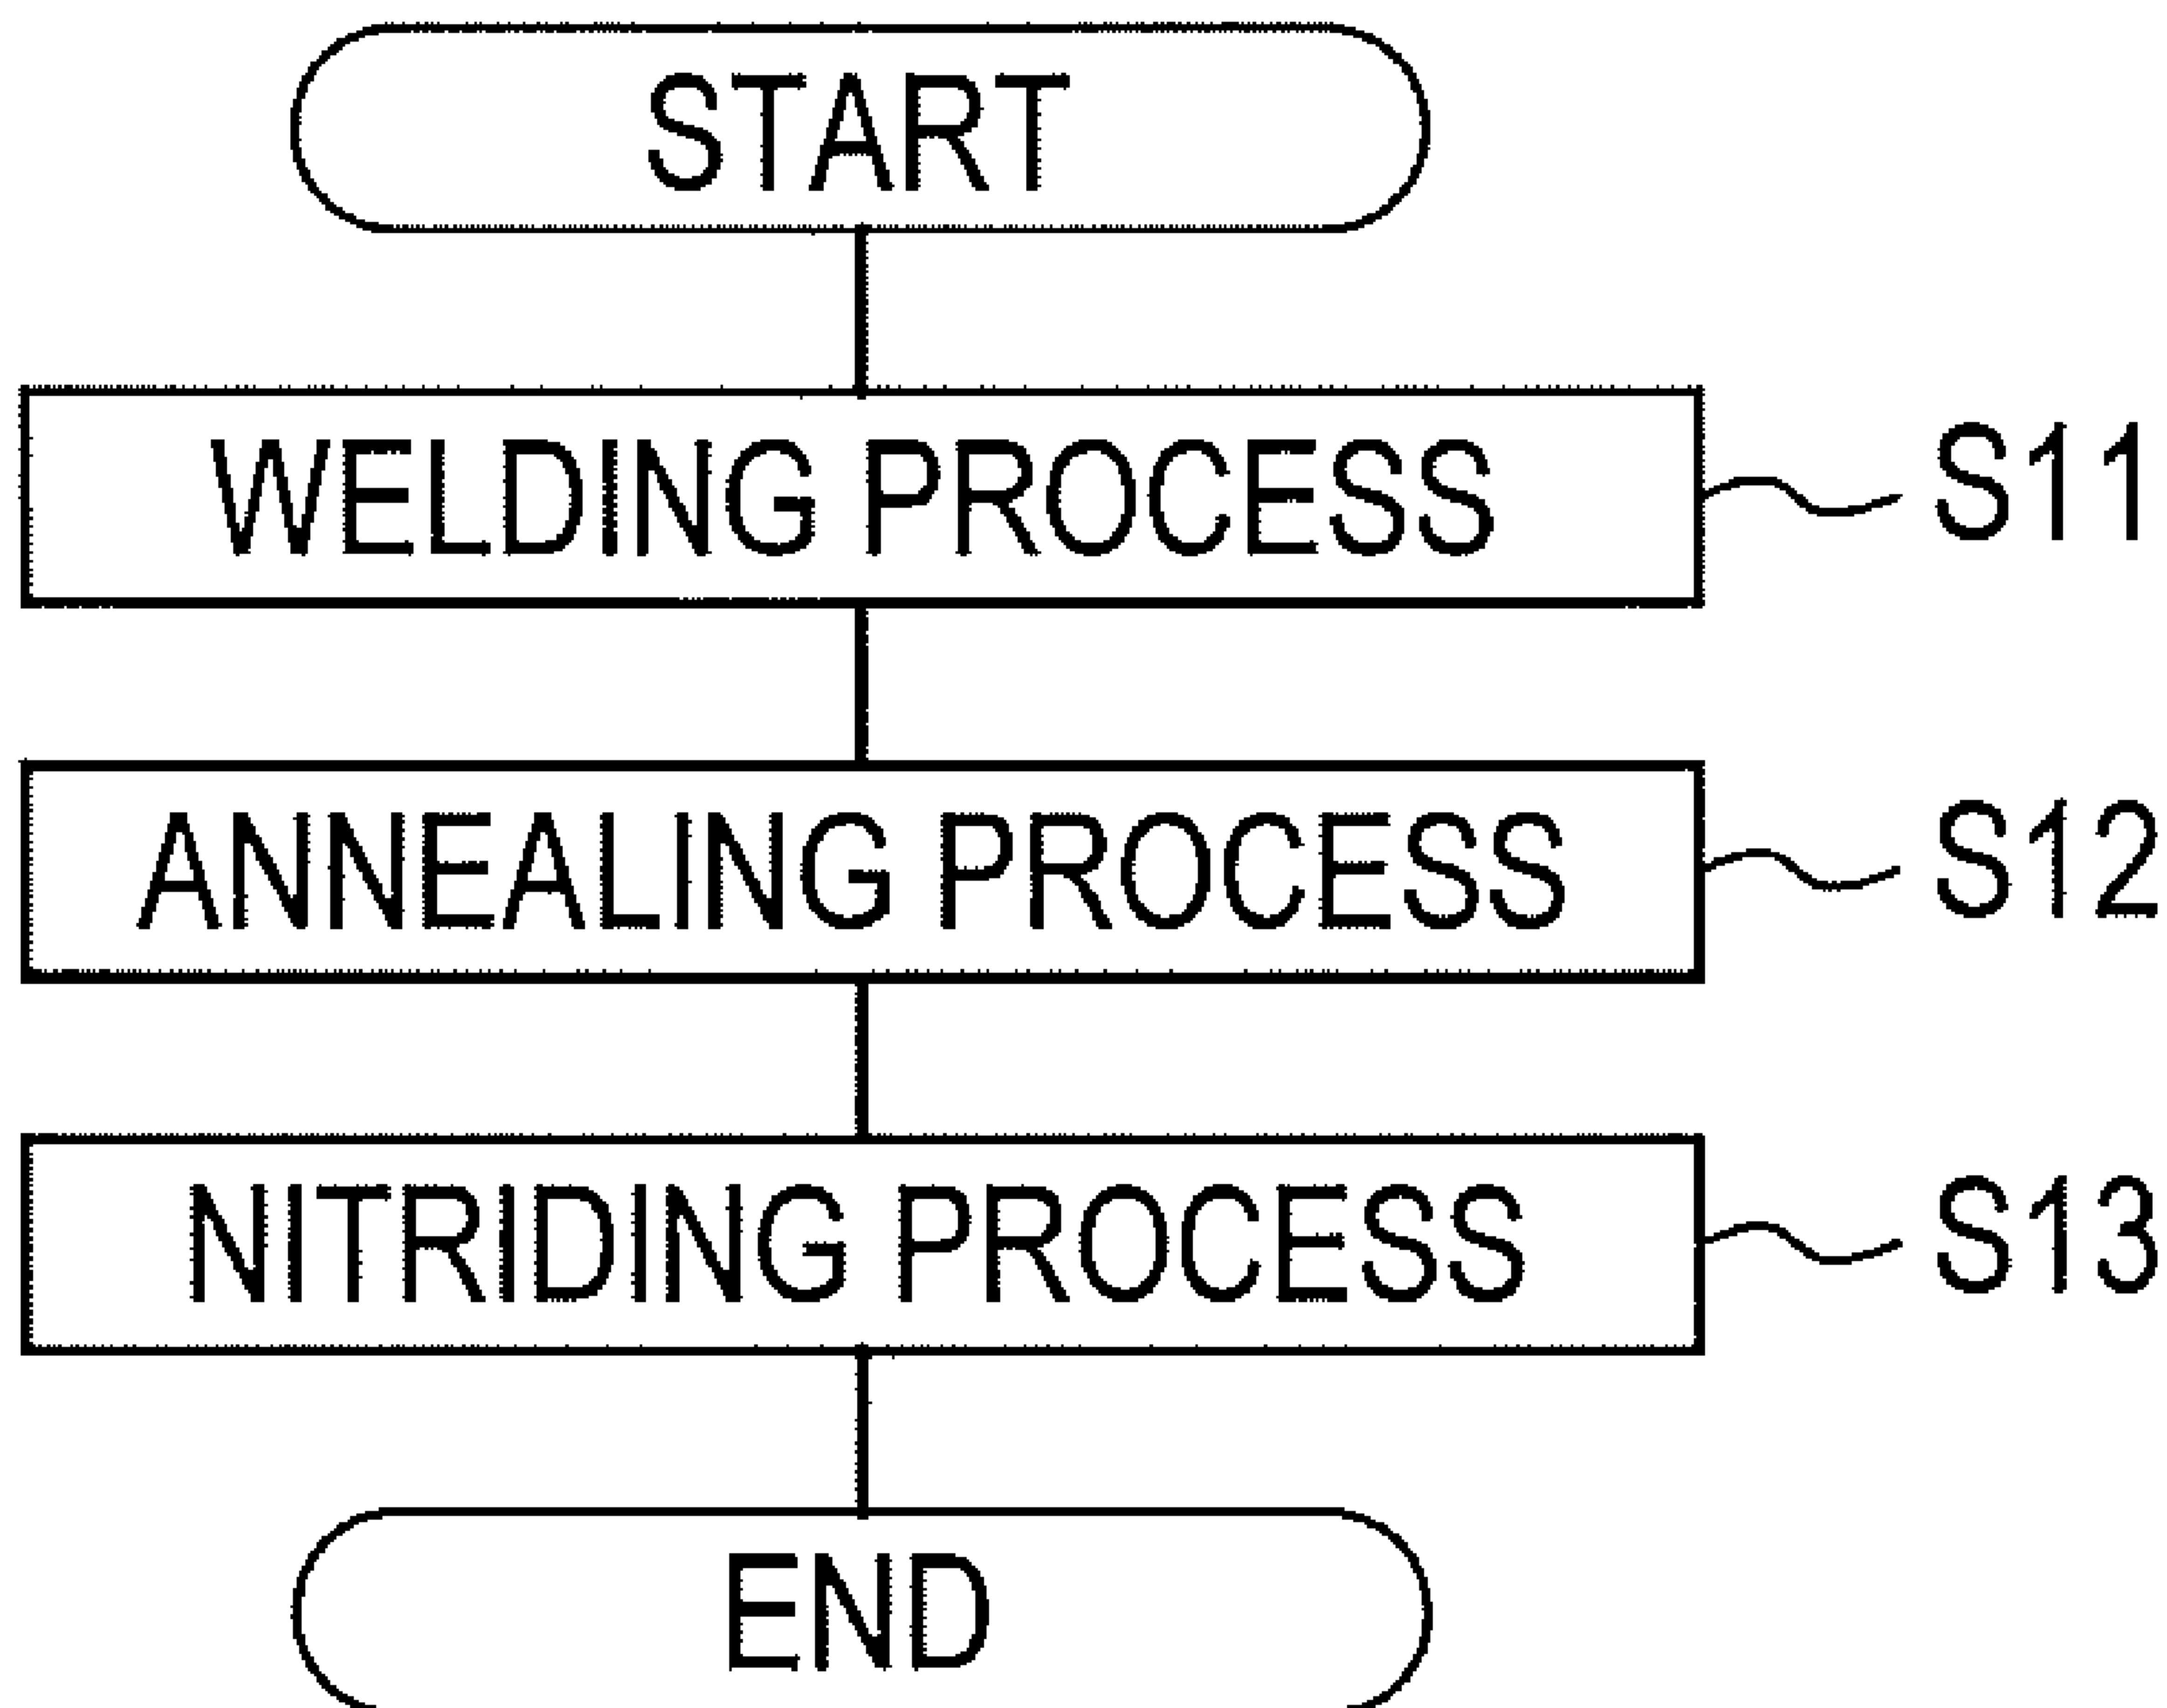 START
WELDING PROCESS S11
ANNEALING PROCESS S12
NITRIDING PROCESS S13
END